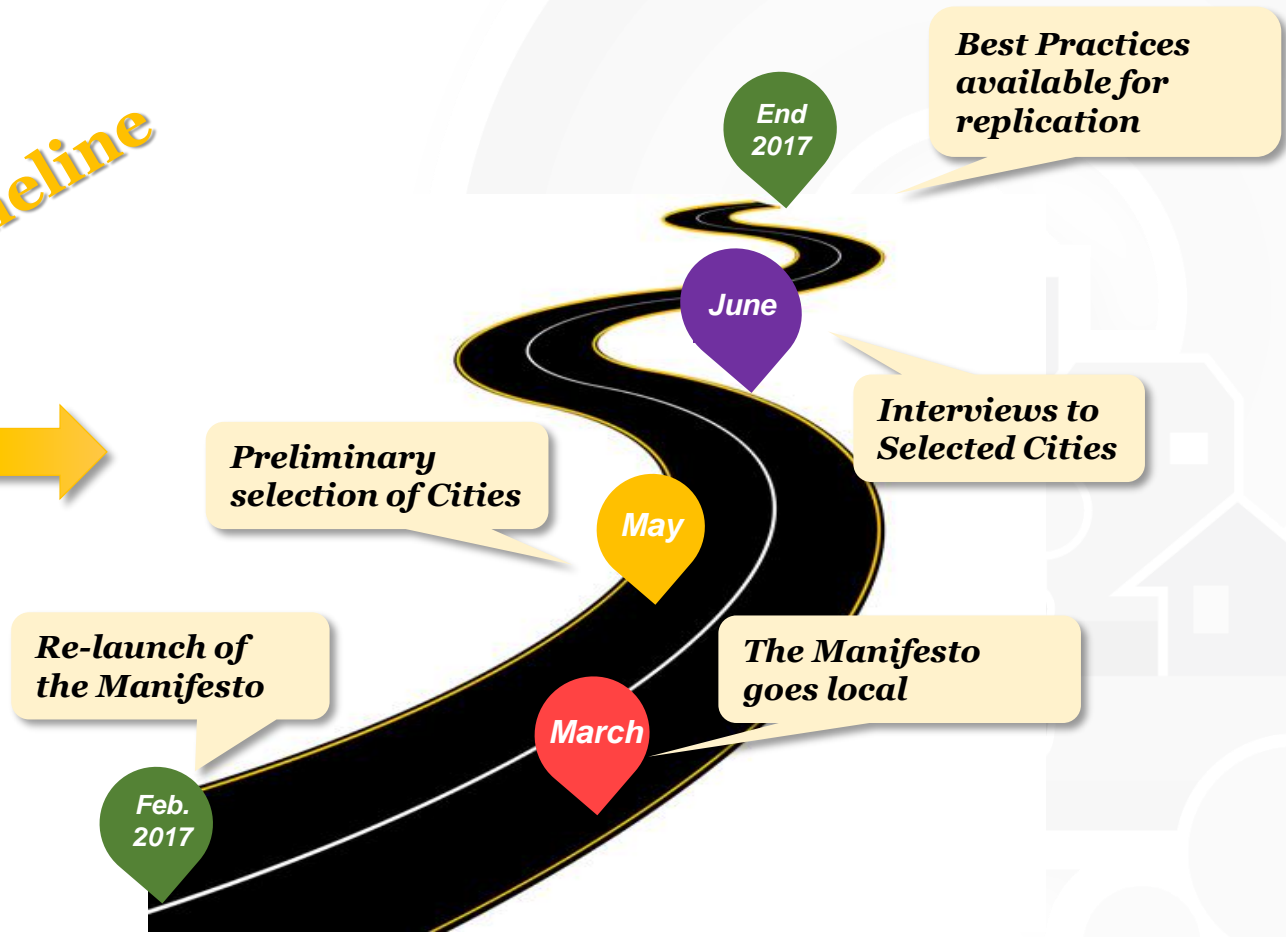 End
2017
Best Practices
available for
replication
June
Interviews to
Selected Cities
Preliminary
selection of Cities
May
Re-launch of
the Manifesto
The Manifesto
goes local
March
Feb.
2017